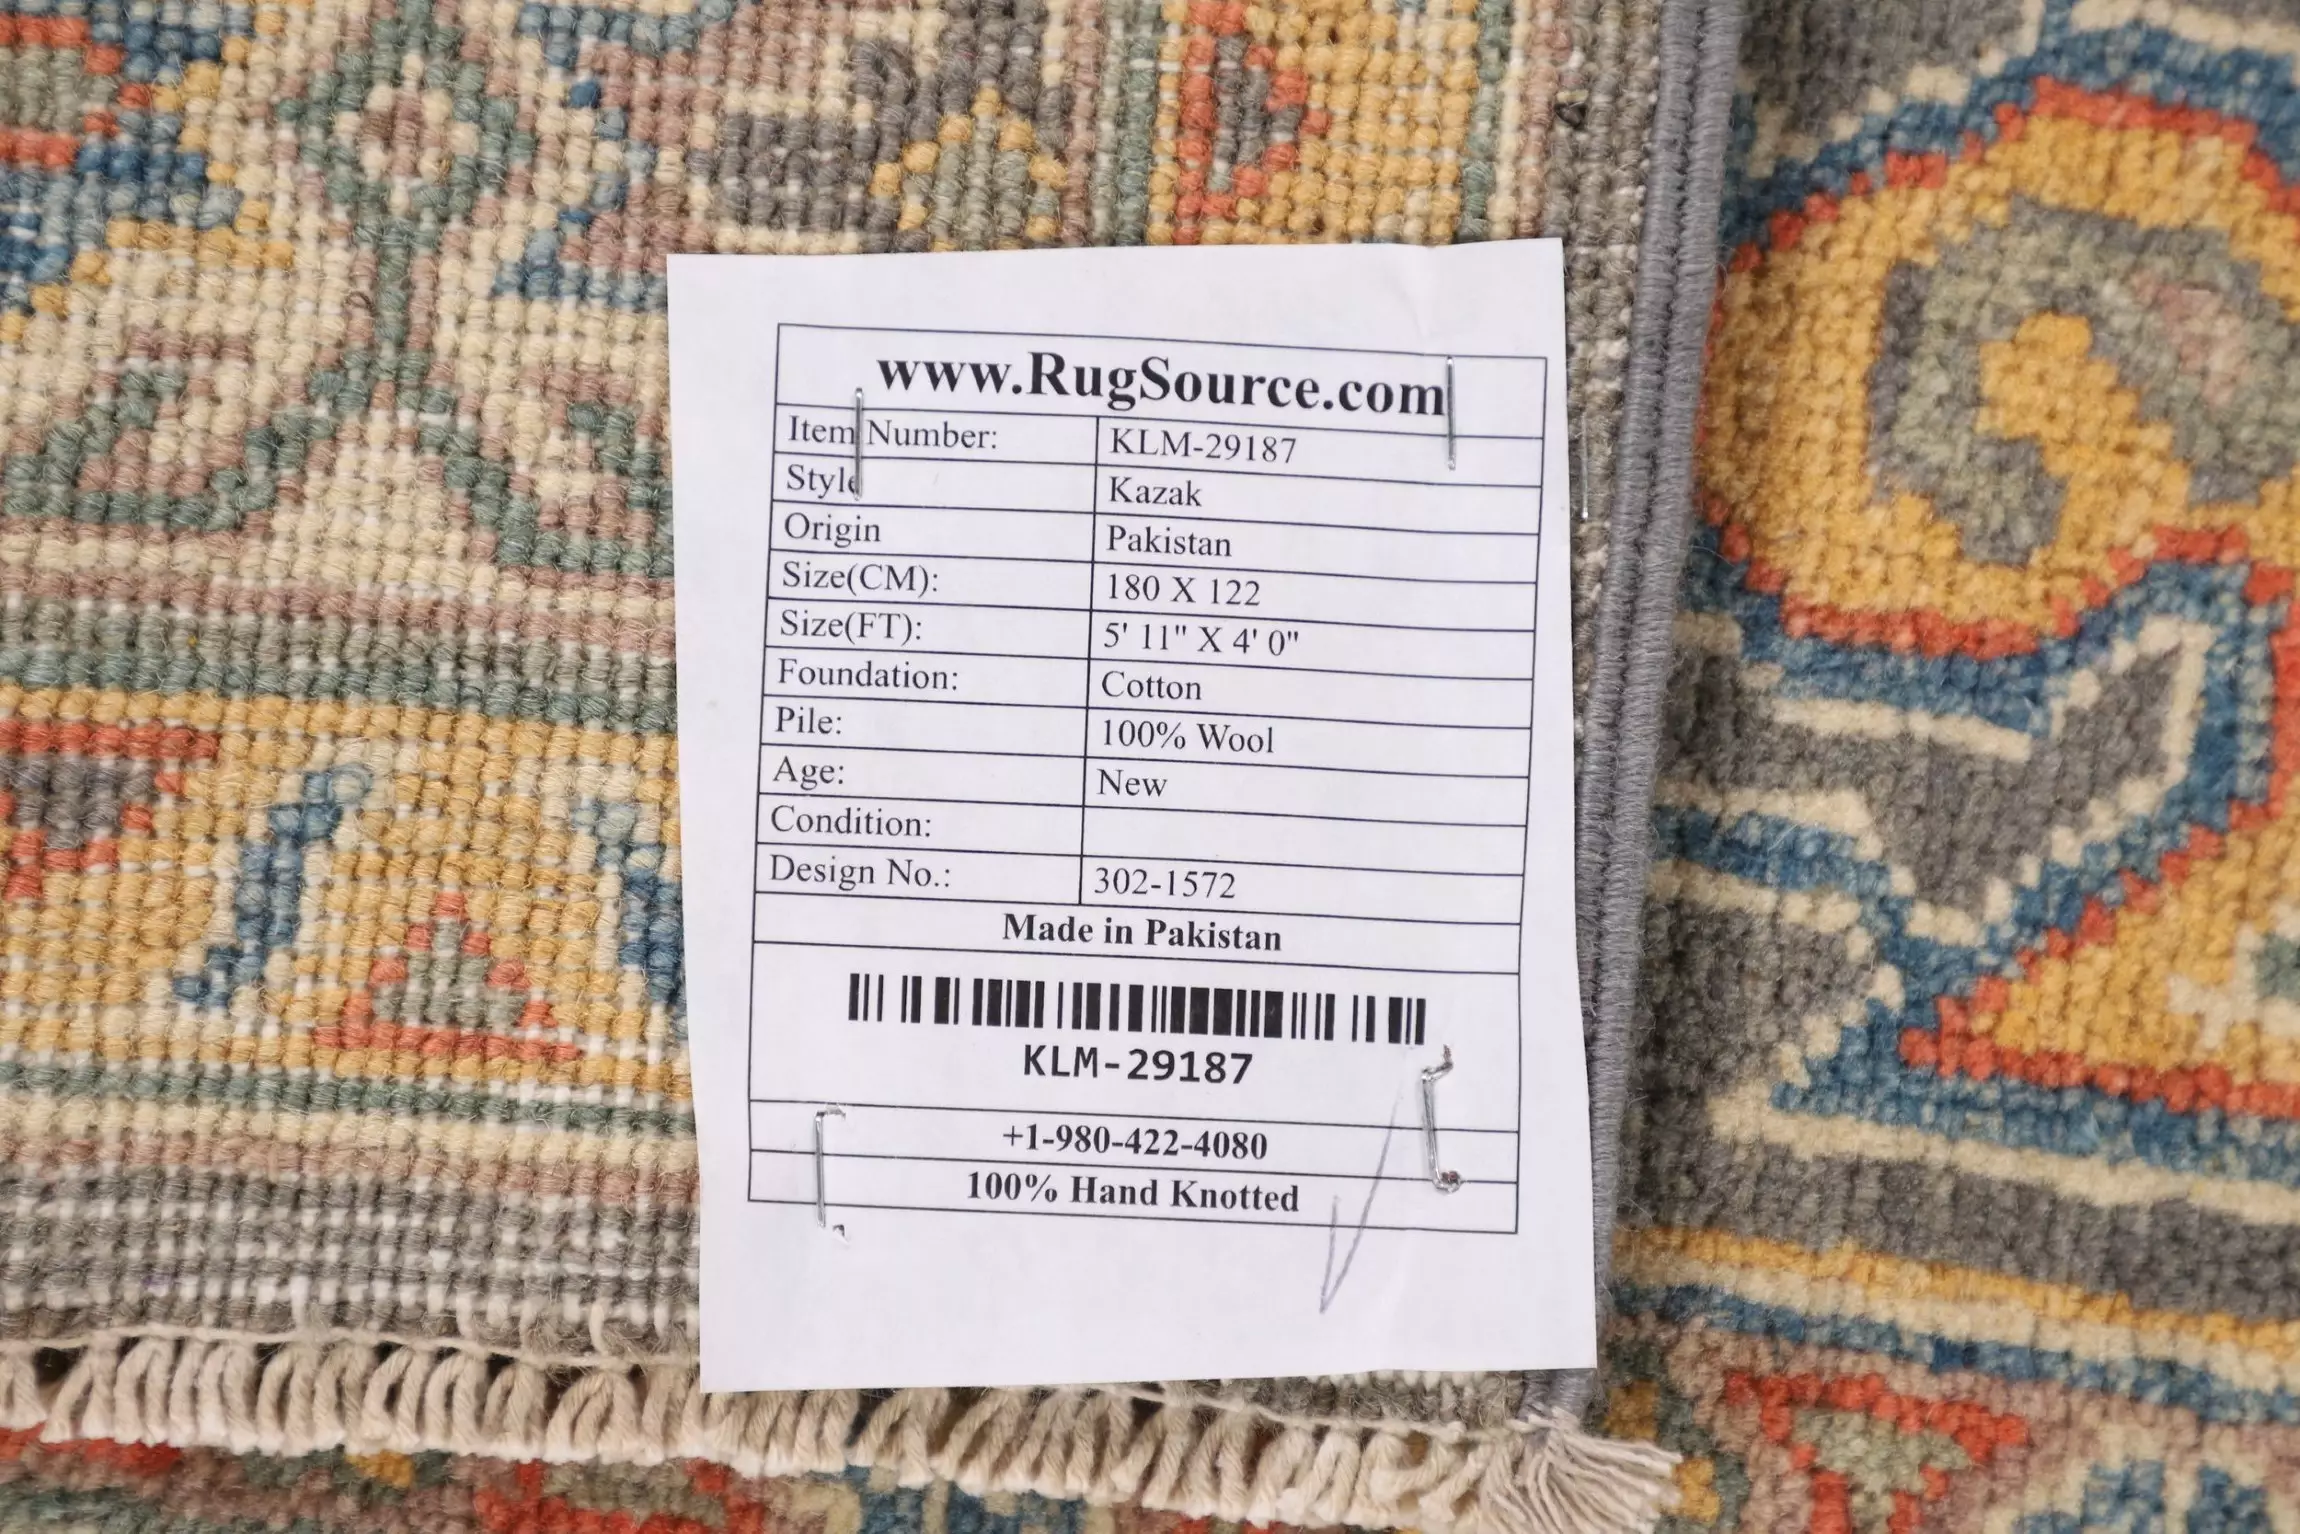 www.RugSource.com
Item Number: KLM-29187
Style Kazak
Origin Pakistan
Size(CM): 180 X 122
Size(FT): 5' 11" X 4' 0"
Foundation: Cotton
Pile: 100% Wool
Age: New
Condition:
Design No.: 302-1572
Made in Pakistan
KLM-29187
+1-980-422-4080
100% Hand Knotted